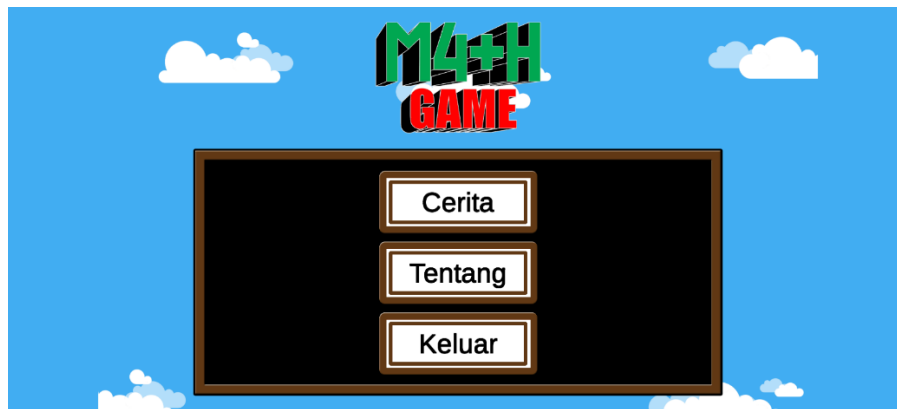 M4+H
GAME
Cerita
Tentang
Keluar